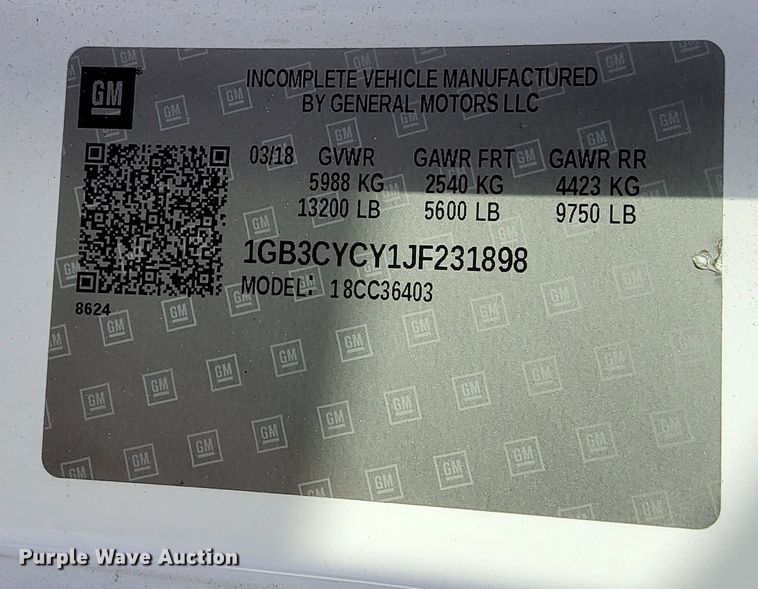 GM
INCOMPLETE VEHICLE MANUFACTURED
BY GENERAL MOTORS LLC
03/18 GVWR GAWR FRT GAWR RR
5988 KG 2540 KG 4423 KG
13200 LB 5600 LB 9750 LB
1GB3CYCY1JF231898
MODEL: 18CC36403
8624
Purple Wave Auction